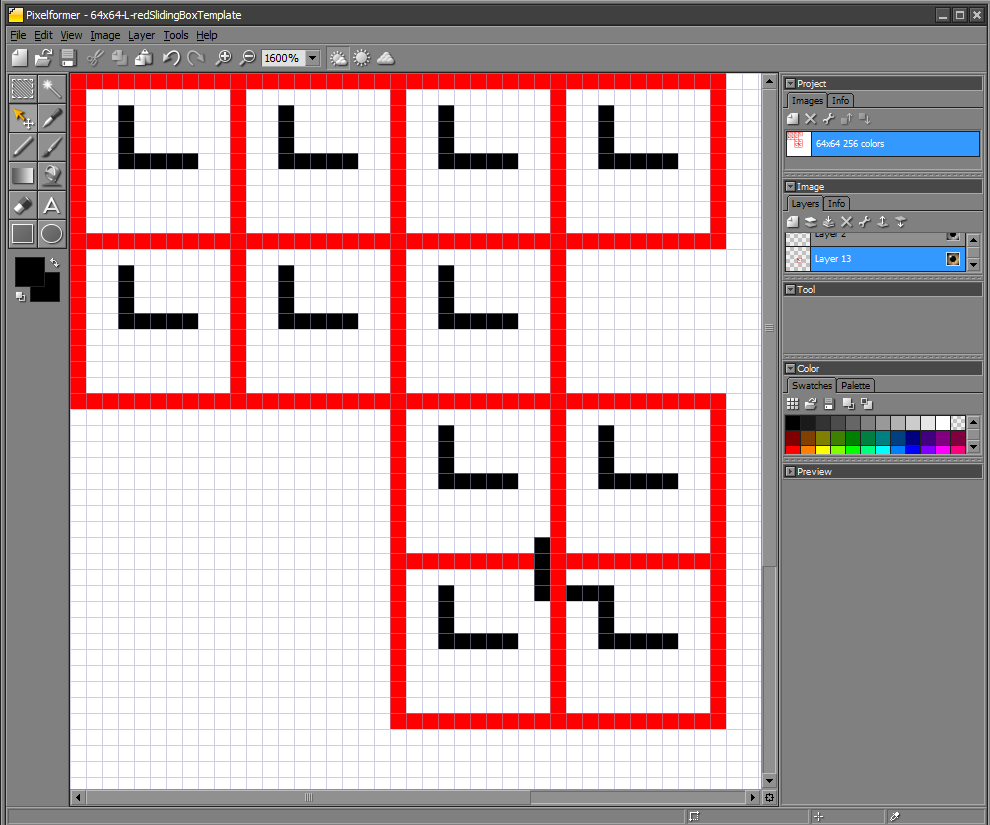 Pixelformer - 64x64-L-redSlidingBoxTemplate
File Edit View Image Layer Tools Help
1600%
Project
Images Info
64x64 256 colors
Image
Layers Info
Layer 2
Layer 13
Tool
Color
Swatches Palette
Preview
A